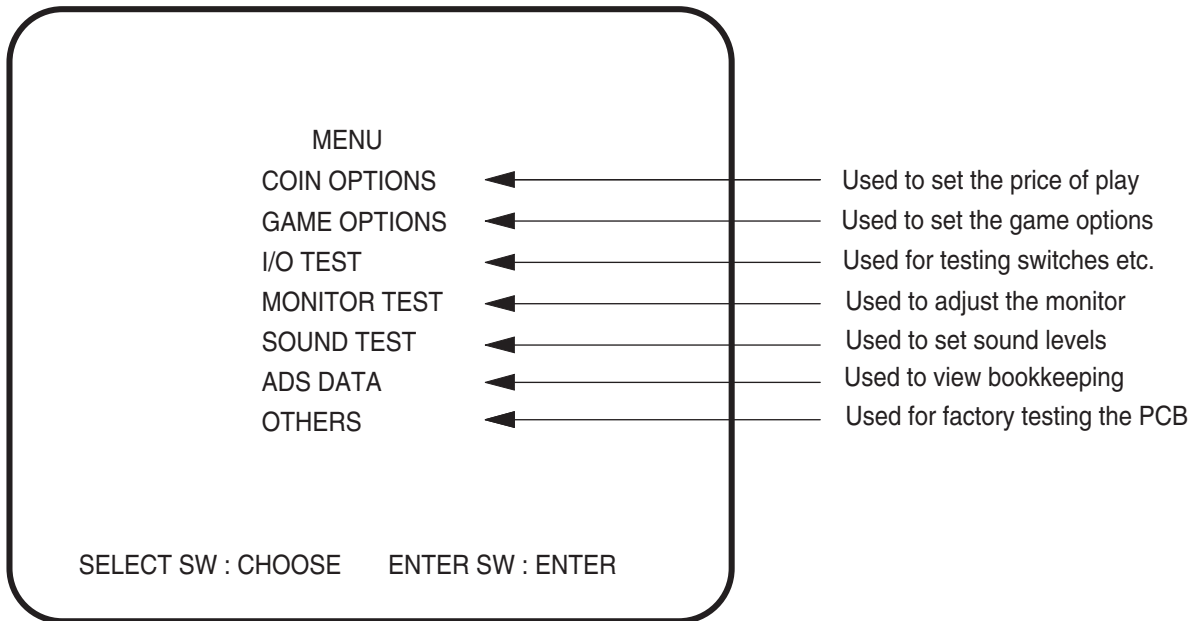 MENU
COIN OPTIONS Used to set the price of play
GAME OPTIONS Used to set the game options
I/O TEST Used for testing switches etc.
MONITOR TEST Used to adjust the monitor
SOUND TEST Used to set sound levels
ADS DATA Used to view bookkeeping
OTHERS Used for factory testing the PCB
SELECT SW : CHOOSE ENTER SW : ENTER